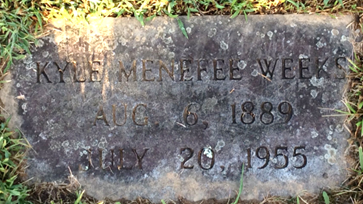 KYLE MENEFEE WEEKS
AUG. 6, 1889
JULY 20, 1955